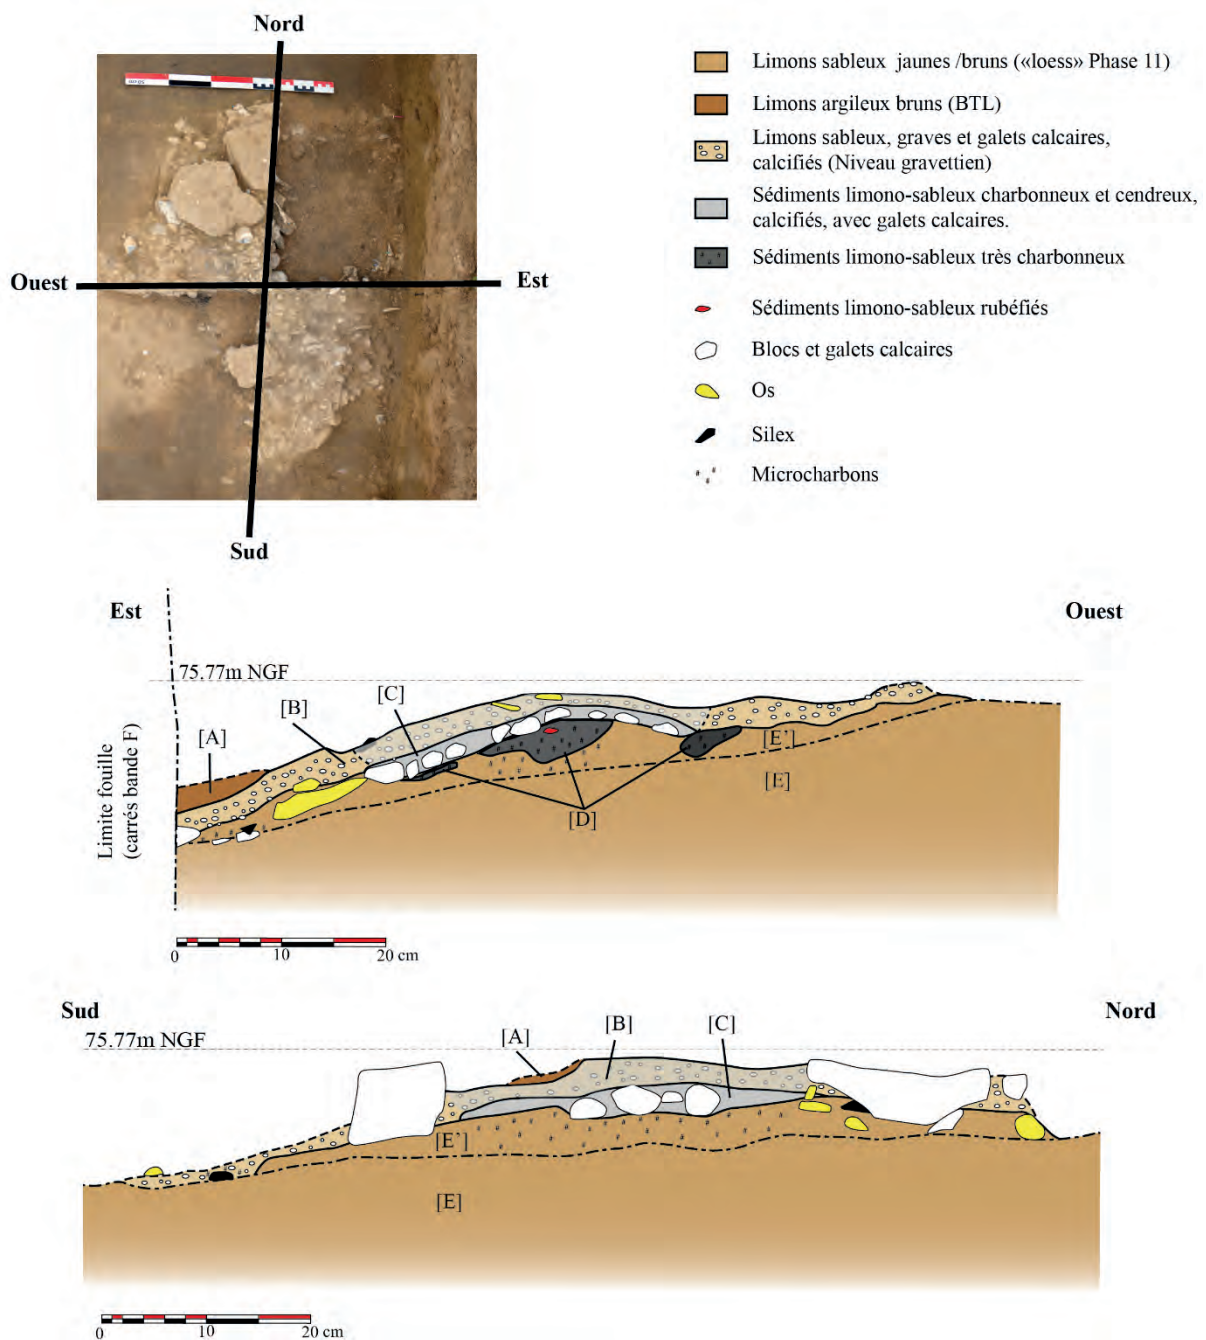 Nord
Ouest
Est
Sud
Limons sableux jaunes /bruns («loess» Phase 11)
Limons argileux bruns (BTL)
Limons sableux, graves et galets calcaires,
calcifiés (Niveau gravettien)
Sédiments limono-sableux charbonneux et cendreux,
calcifiés, avec galets calcaires.
Sédiments limono-sableux très charbonneux
Sédiments limono-sableux rubéfiés
Blocs et galets calcaires
Os
Silex
Microcharbons
Est
Ouest
75.77m NGF
[A]
[B]
[C]
[D]
[E']
[E]
Limite fouille
(carrés bande F)
0 10 20 cm
Sud
Nord
75.77m NGF
[A]
[B]
[C]
[E']
[E]
0 10 20 cm